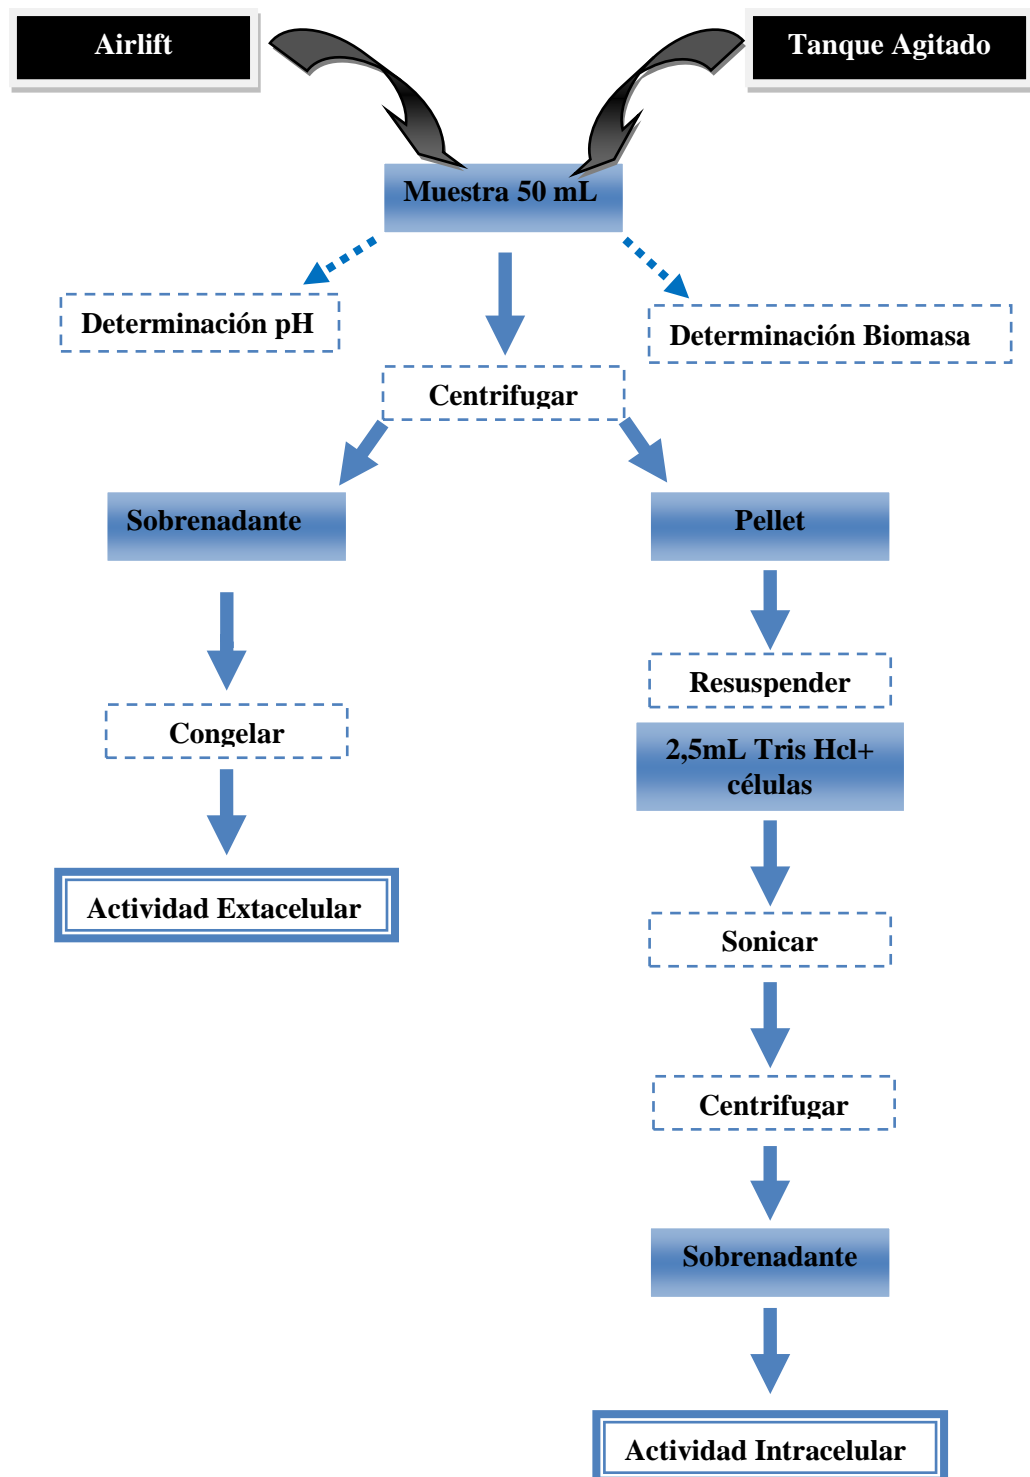 Airlift
Tanque Agitado
Muestra 50 mL
Determinación pH
Determinación Biomasa
Centrifugar
Sobrenadante
Pellet
Resuspender
Congelar
2,5mL Tris Hcl+
células
Actividad Extacelular
Sonicar
Centrifugar
Sobrenadante
Actividad Intracelular